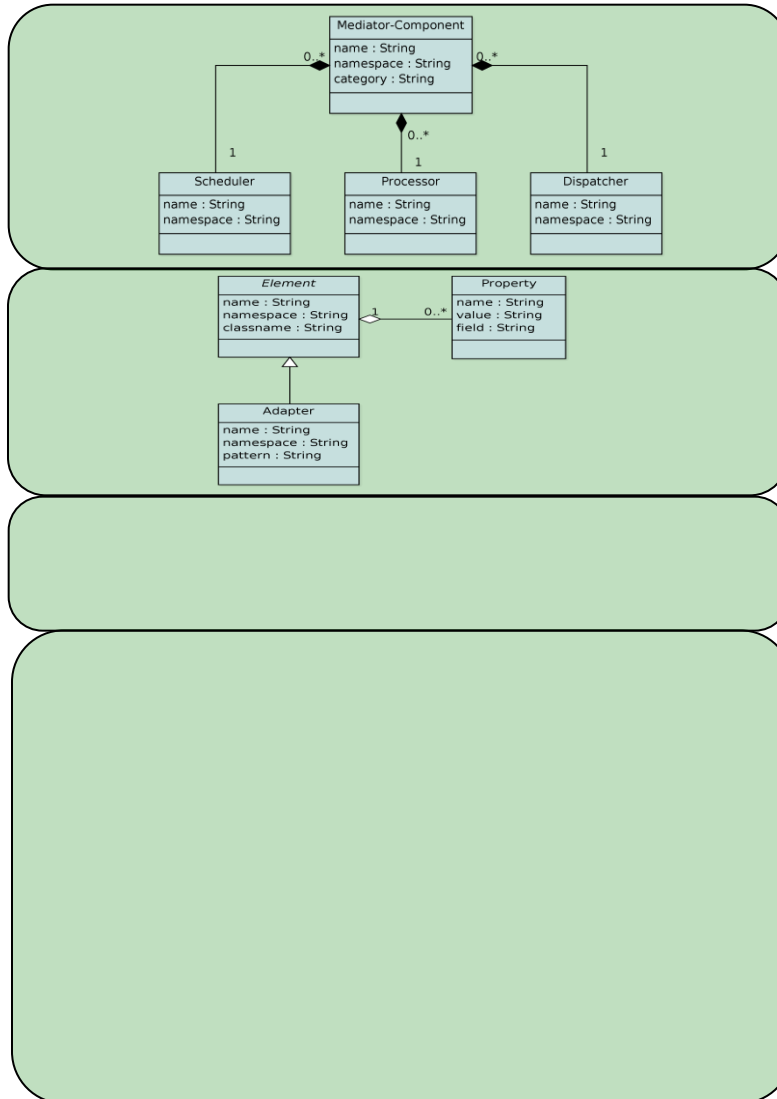 Mediator-Component
name : String
namespace : String
category : String
0..*
0..*
0..*
1
1
1
Scheduler
name : String
namespace : String
Processor
name : String
namespace : String
Dispatcher
name : String
namespace : String
Element
name : String
namespace : String
classname : String
1
0..*
Property
name : String
value : String
field : String
Adapter
name : String
namespace : String
pattern : String